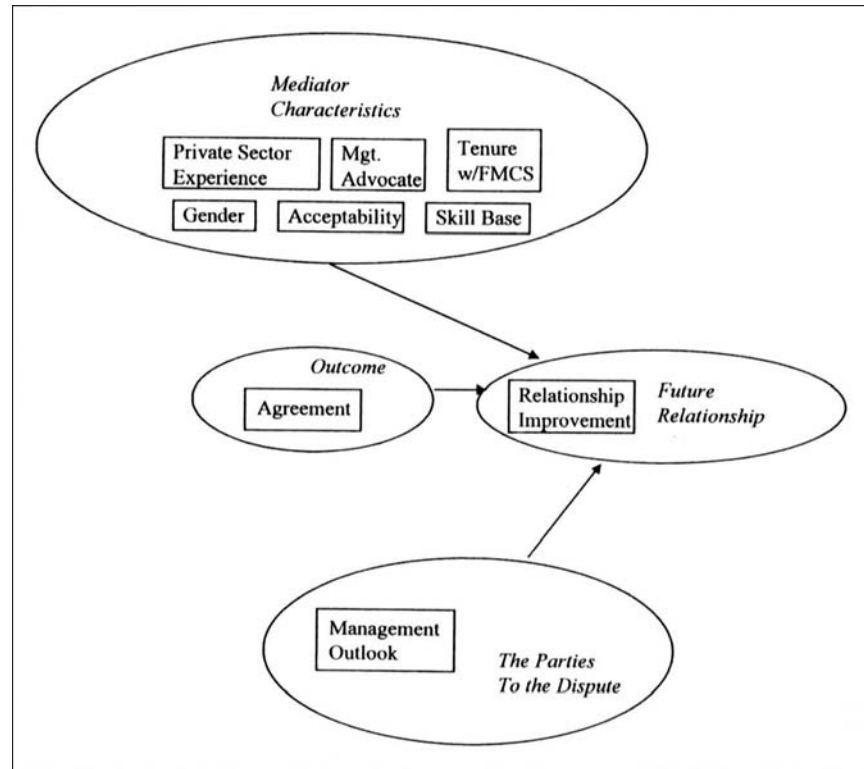 Mediator
Characteristics
Private Sector
Experience
Mgt.
Advocate
Tenure
w/FMCS
Gender
Acceptability
Skill Base
Outcome
Agreement
Relationship
Improvement
Future
Relationship
Management
Outlook
The Parties
To the Dispute